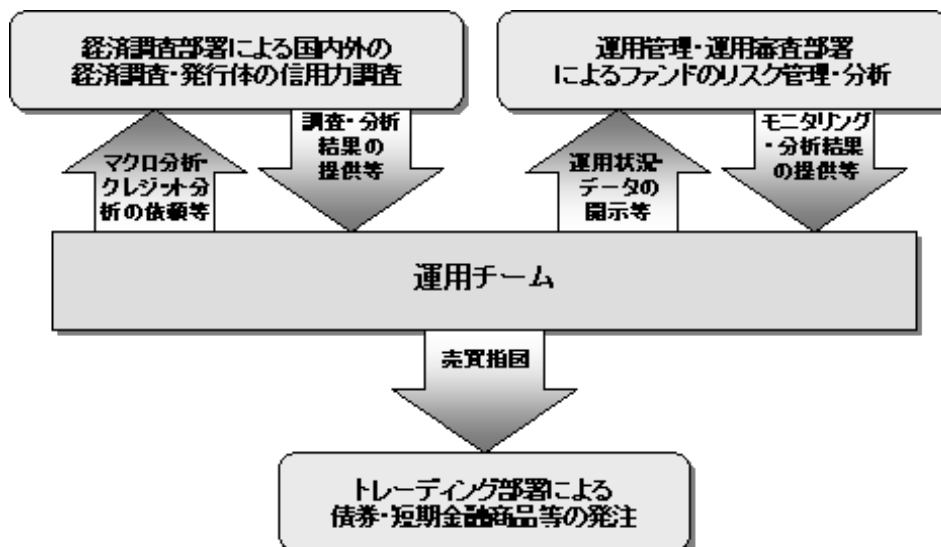 経済調査部署による国内外の
経済調査・発行体の信用力調査
運用管理・運用審査部署
によるファンドのリスク管理・分析
マクロ分析・
クレジット分
析の依頼等
調査・分析
結果の
提供等
運用状況・
データの
開示等
モニタリング
・分析結果
の提供等
運用チーム
売買指図
トレーディング部署による
債券・短期金融商品等の発注